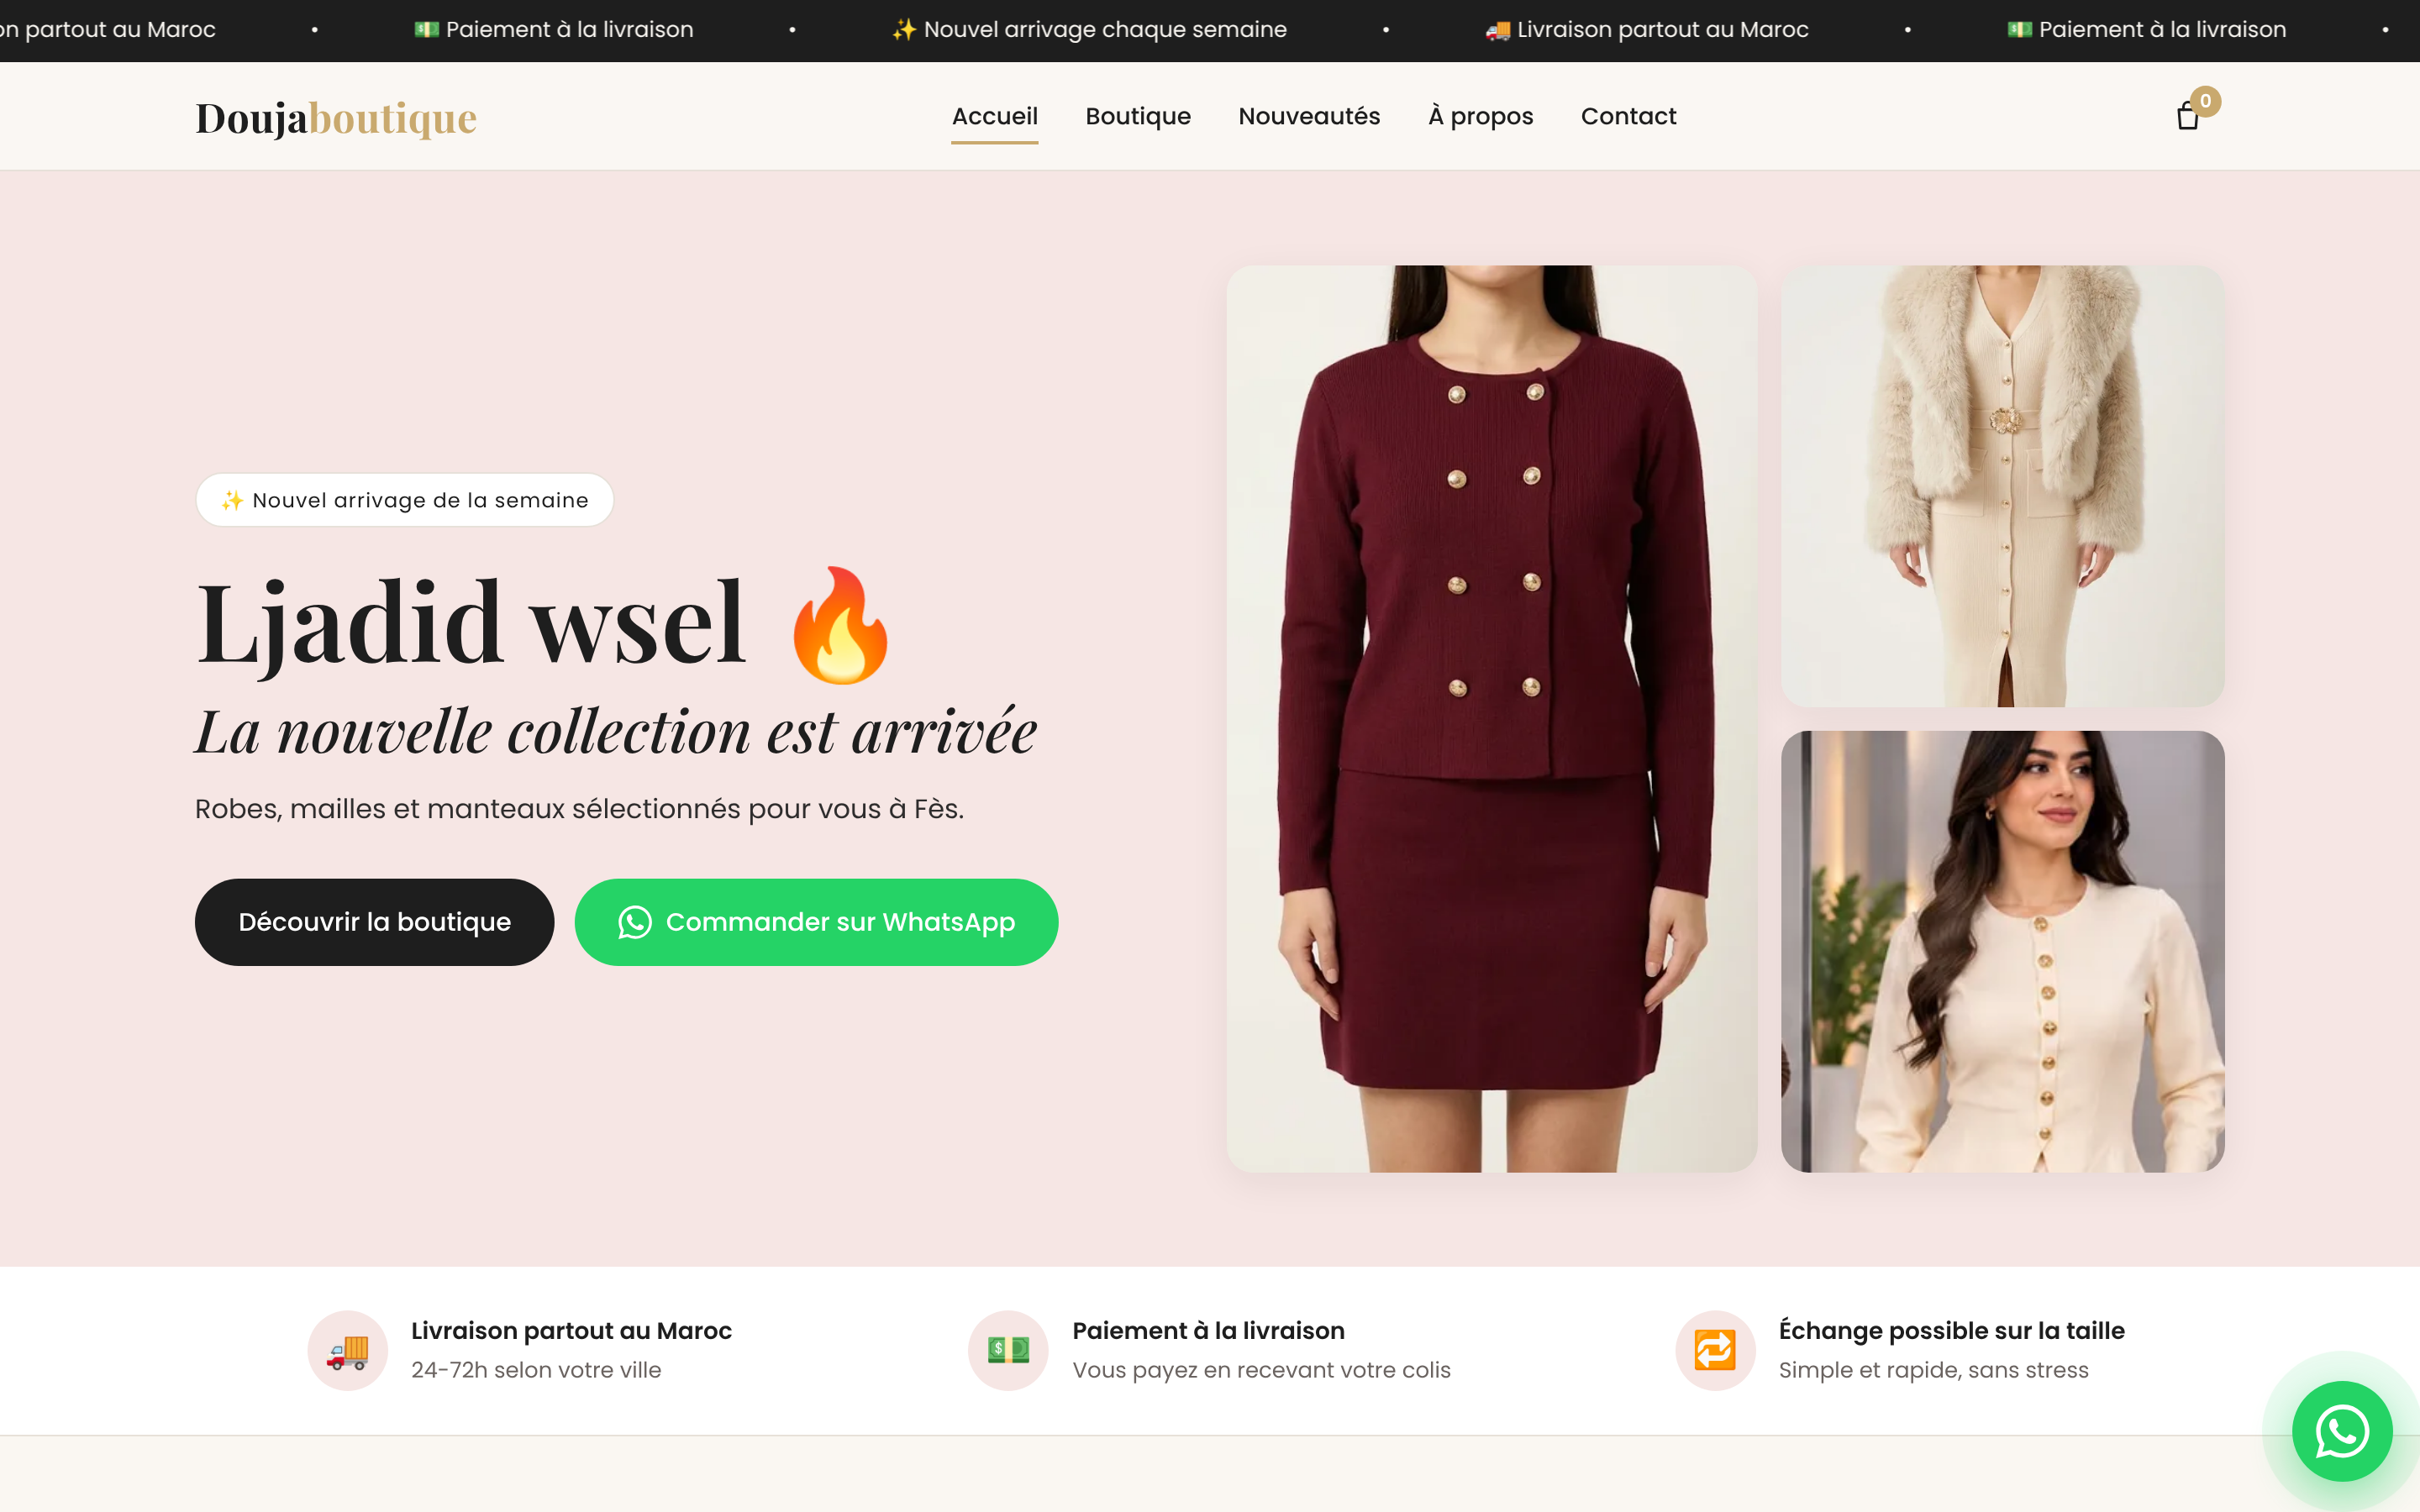 on partout au Maroc • 💵 Paiement à la livraison • ✨ Nouvel arrivage chaque semaine • 🚚 Livraison partout au Maroc • 💵 Paiement à la livraison •
Doujaboutique
Accueil Boutique Nouveautés À propos Contact
0
✨ Nouvel arrivage de la semaine
Ljadid wsel 🔥
La nouvelle collection est arrivée
Robes, mailles et manteaux sélectionnés pour vous à Fès.
Découvrir la boutique
Commander sur WhatsApp
Livraison partout au Maroc
24-72h selon votre ville
Paiement à la livraison
Vous payez en recevant votre colis
Échange possible sur la taille
Simple et rapide, sans stress